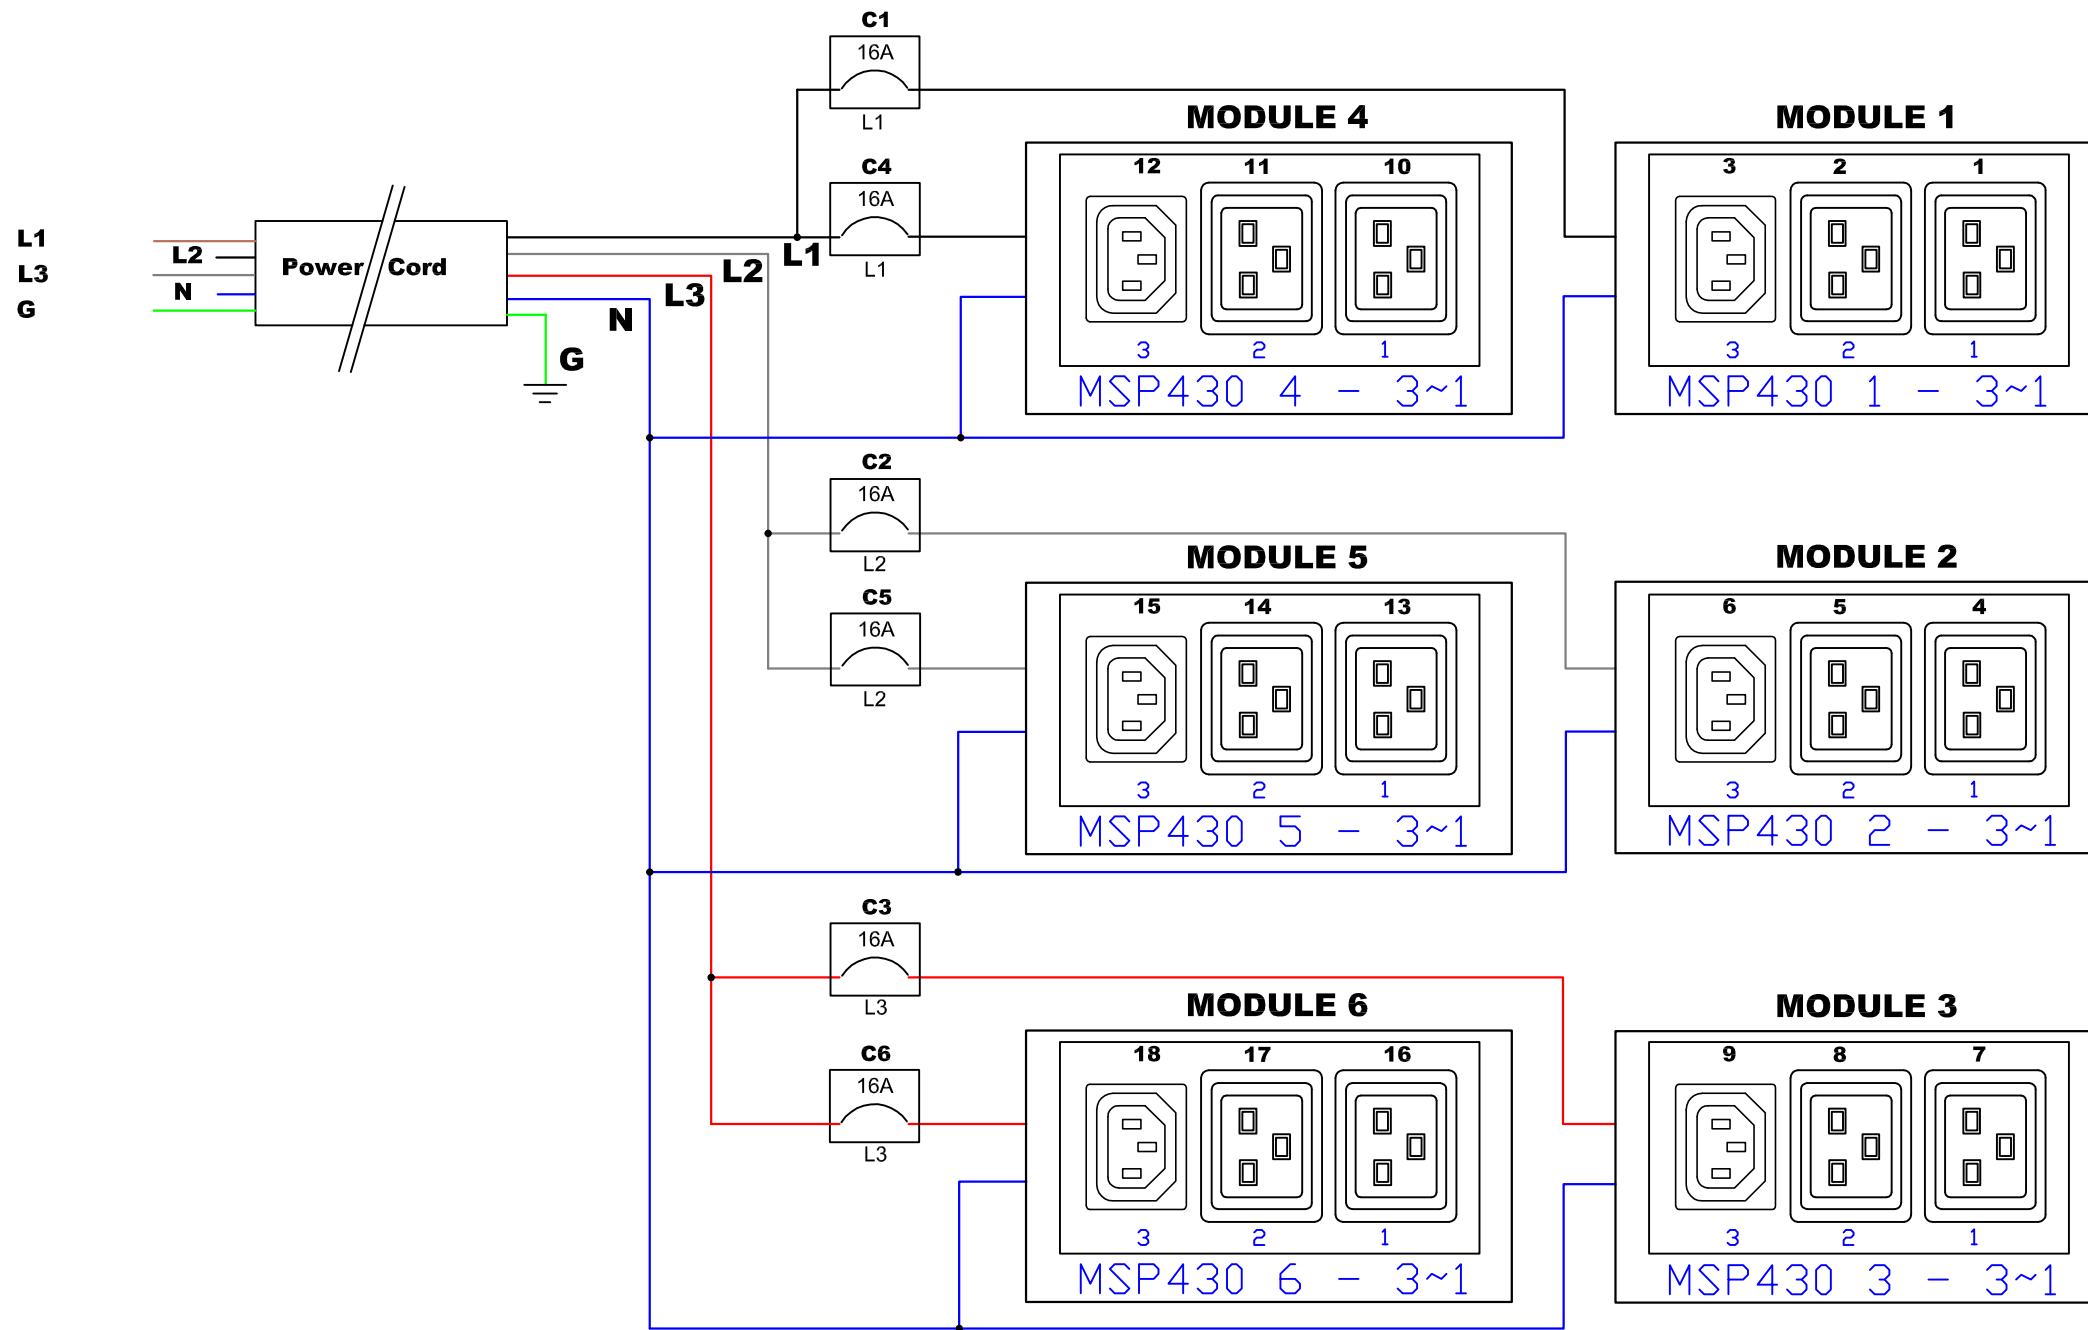 C1
16A
L1
MODULE 4
MODULE 1
C4
16A
L1
12 11 10
3 2 1
3 2 1
3 2 1
MSP430 4 - 3~1
MSP430 1 - 3~1
L1
L2
L3
N
G
Power Cord
L1
L2
L3
N
G
C2
16A
L2
MODULE 5
MODULE 2
C5
16A
L2
15 14 13
6 5 4
3 2 1
3 2 1
MSP430 5 - 3~1
MSP430 2 - 3~1
C3
16A
L3
MODULE 6
MODULE 3
C6
16A
L3
18 17 16
9 8 7
3 2 1
3 2 1
MSP430 6 - 3~1
MSP430 3 - 3~1